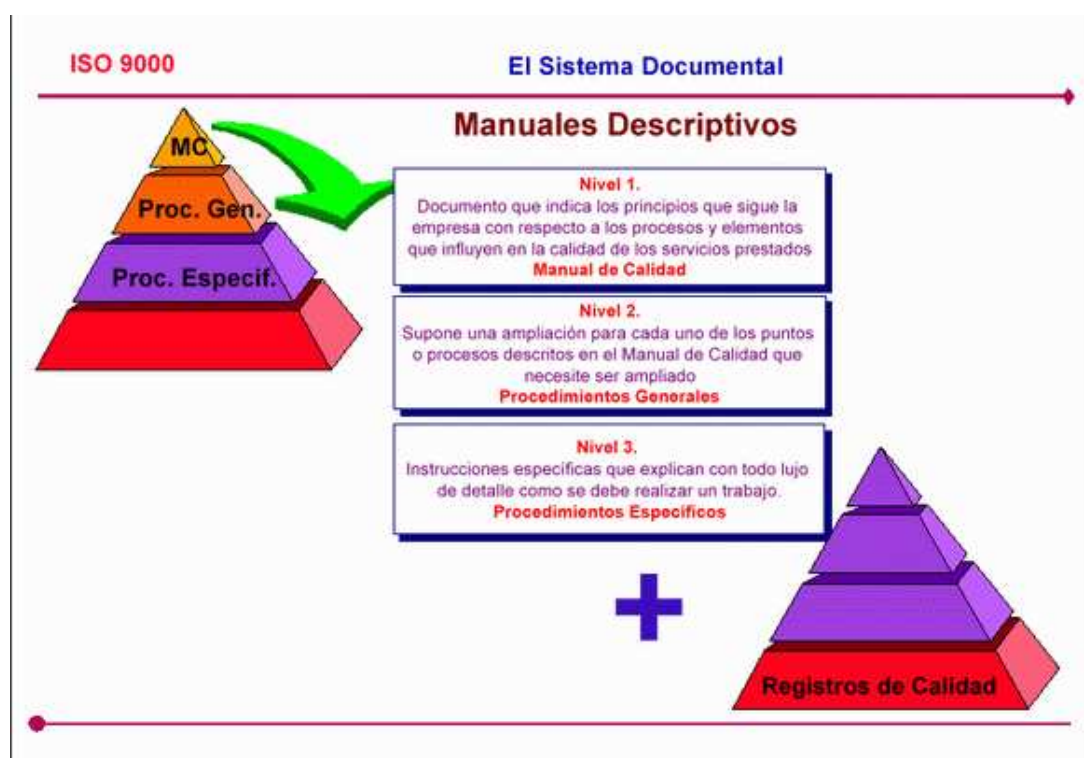 ISO 9000
El Sistema Documental
Manuales Descriptivos
MC
Proc. Gen.
Proc. Especif.
Nivel 1.
Documento que indica los principios que sigue la
empresa con respecto a los procesos y elementos
que influyen en la calidad de los servicios prestados
Manual de Calidad
Nivel 2.
Supone una ampliación para cada uno de los puntos
o procesos descritos en el Manual de Calidad que
necesite ser ampliado
Procedimientos Generales
Nivel 3.
Instrucciones especificas que explican con todo lujo
de detalle como se debe realizar un trabajo.
Procedimientos Especificos
Registros de Calidad